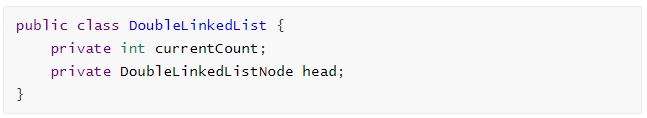 public class DoubleLinkedList {
    private int currentCount;
    private DoubleLinkedListNode head;
}